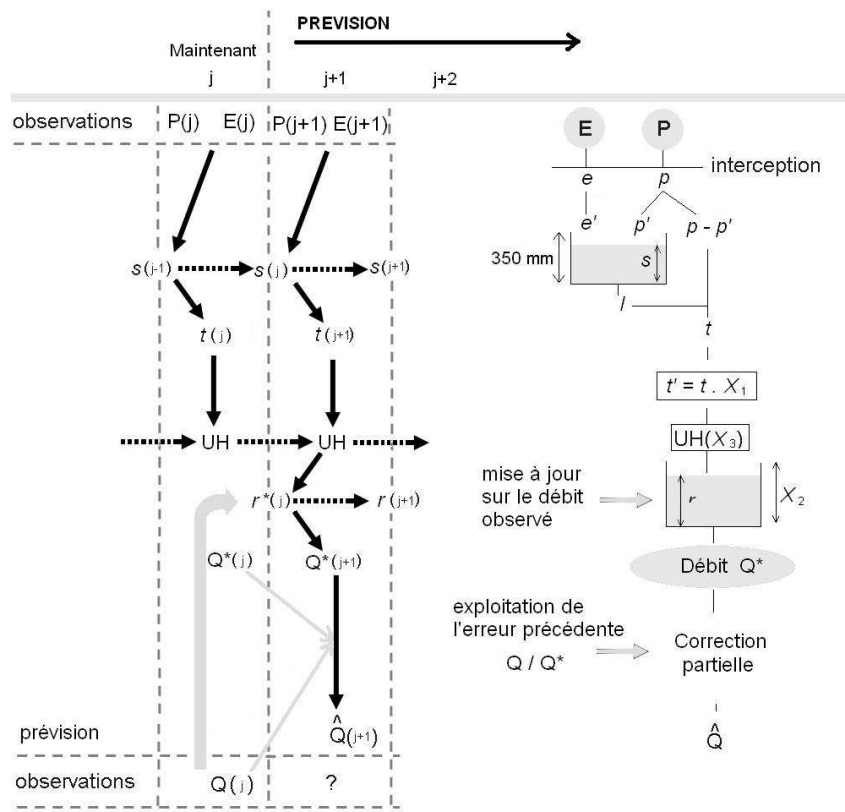 PREVISION
Maintenant
j j+1 j+2
observations P(j) E(j) P(j+1) E(j+1)
s(j-1) s(j) s(j+1)
t(j) t(j+1)
UH UH
r*(j) r(j+1)
Q*(j) Q*(j+1)
prévision Q̂(j+1)
observations Q(j) ?
E P
interception
e p
e' p' p - p'
350 mm s
l
t
t' = t . X1
UH(X3)
mise à jour
sur le débit
observé
r X2
Débit Q*
exploitation de
l'erreur précédente
Q / Q*
Correction
partielle
Q̂